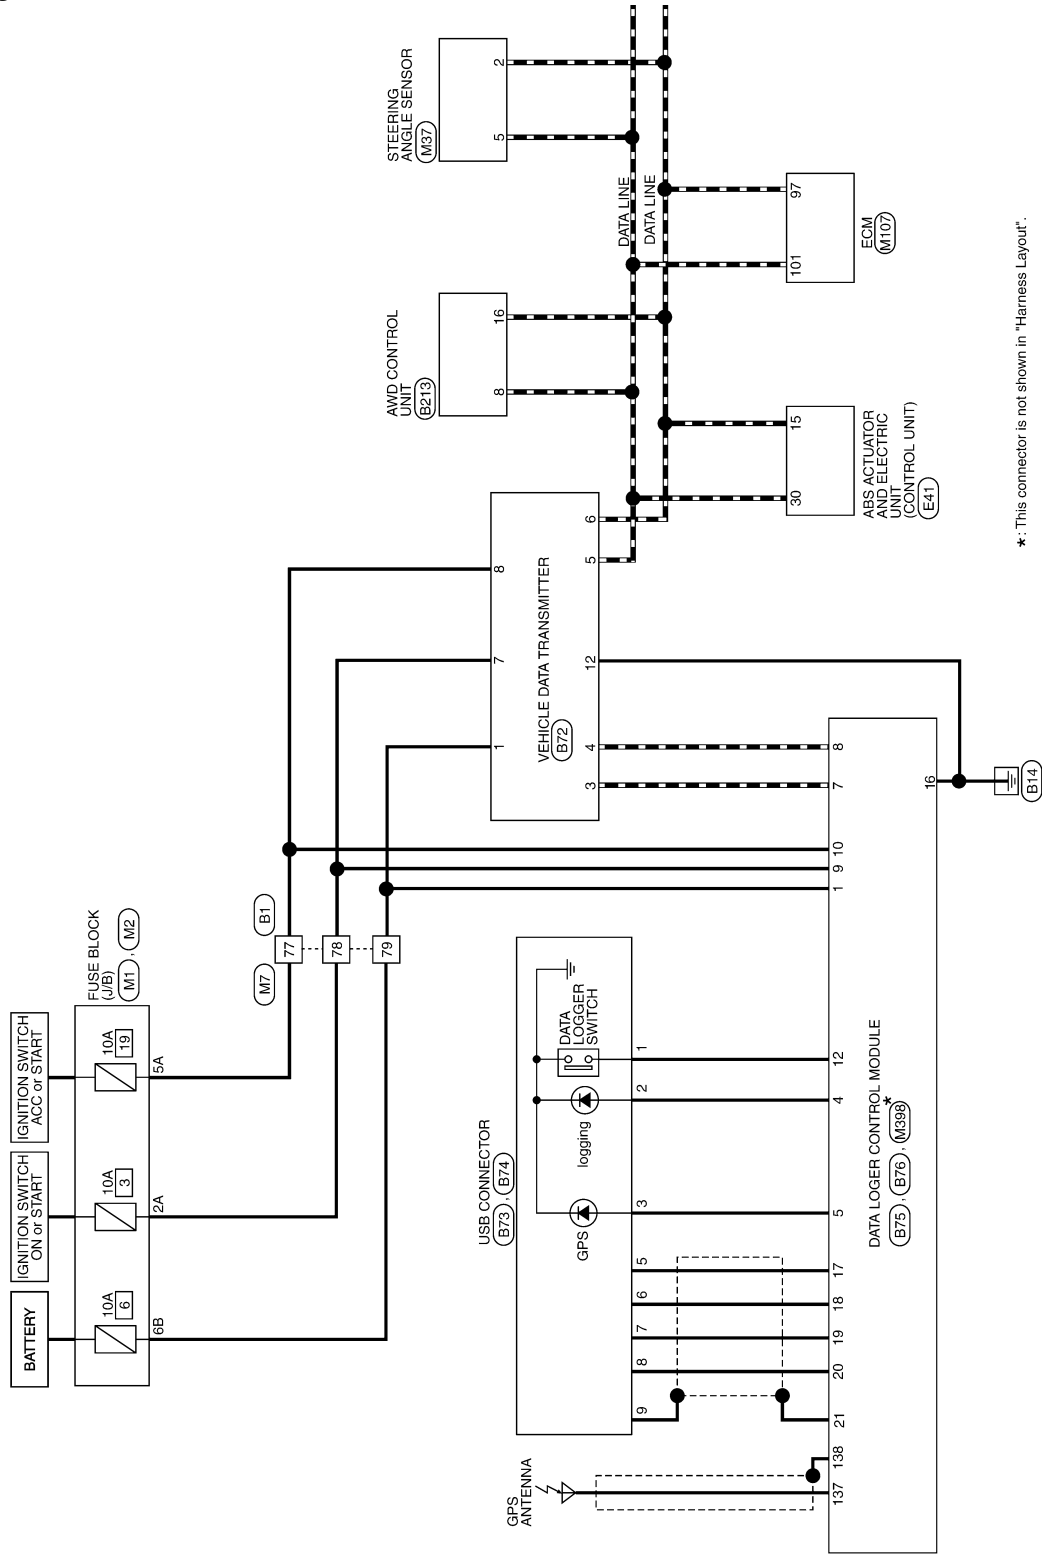 BATTERY
IGNITION SWITCH
ON or START
IGNITION SWITCH
ACC or START
10A
6
10A
3
10A
19
FUSE BLOCK
(J/B)
M1 , M2
6B
2A
5A
M7
B1
77
78
79
1
7
8
VEHICLE DATA TRANSMITTER
B72
3
4
12
5
6
AWD CONTROL
UNIT
B213
8
16
STEERING
ANGLE SENSOR
M37
5
2
DATA LINE
DATA LINE
30
15
ABS ACTUATOR
AND ELECTRIC
UNIT
(CONTROL UNIT)
E41
101
97
ECM
M107
USB CONNECTOR
B73 , B74
GPS
logging
DATA
LOGGER
SWITCH
9
8
7
6
5
3
2
1
GPS
ANTENNA
137
138
21
20
19
18
17
5
4
12
1
9
10
7
8
16
DATA LOGER CONTROL MODULE
B75 , B76 , M398 *
B14
* : This connector is not shown in "Harness Layout".